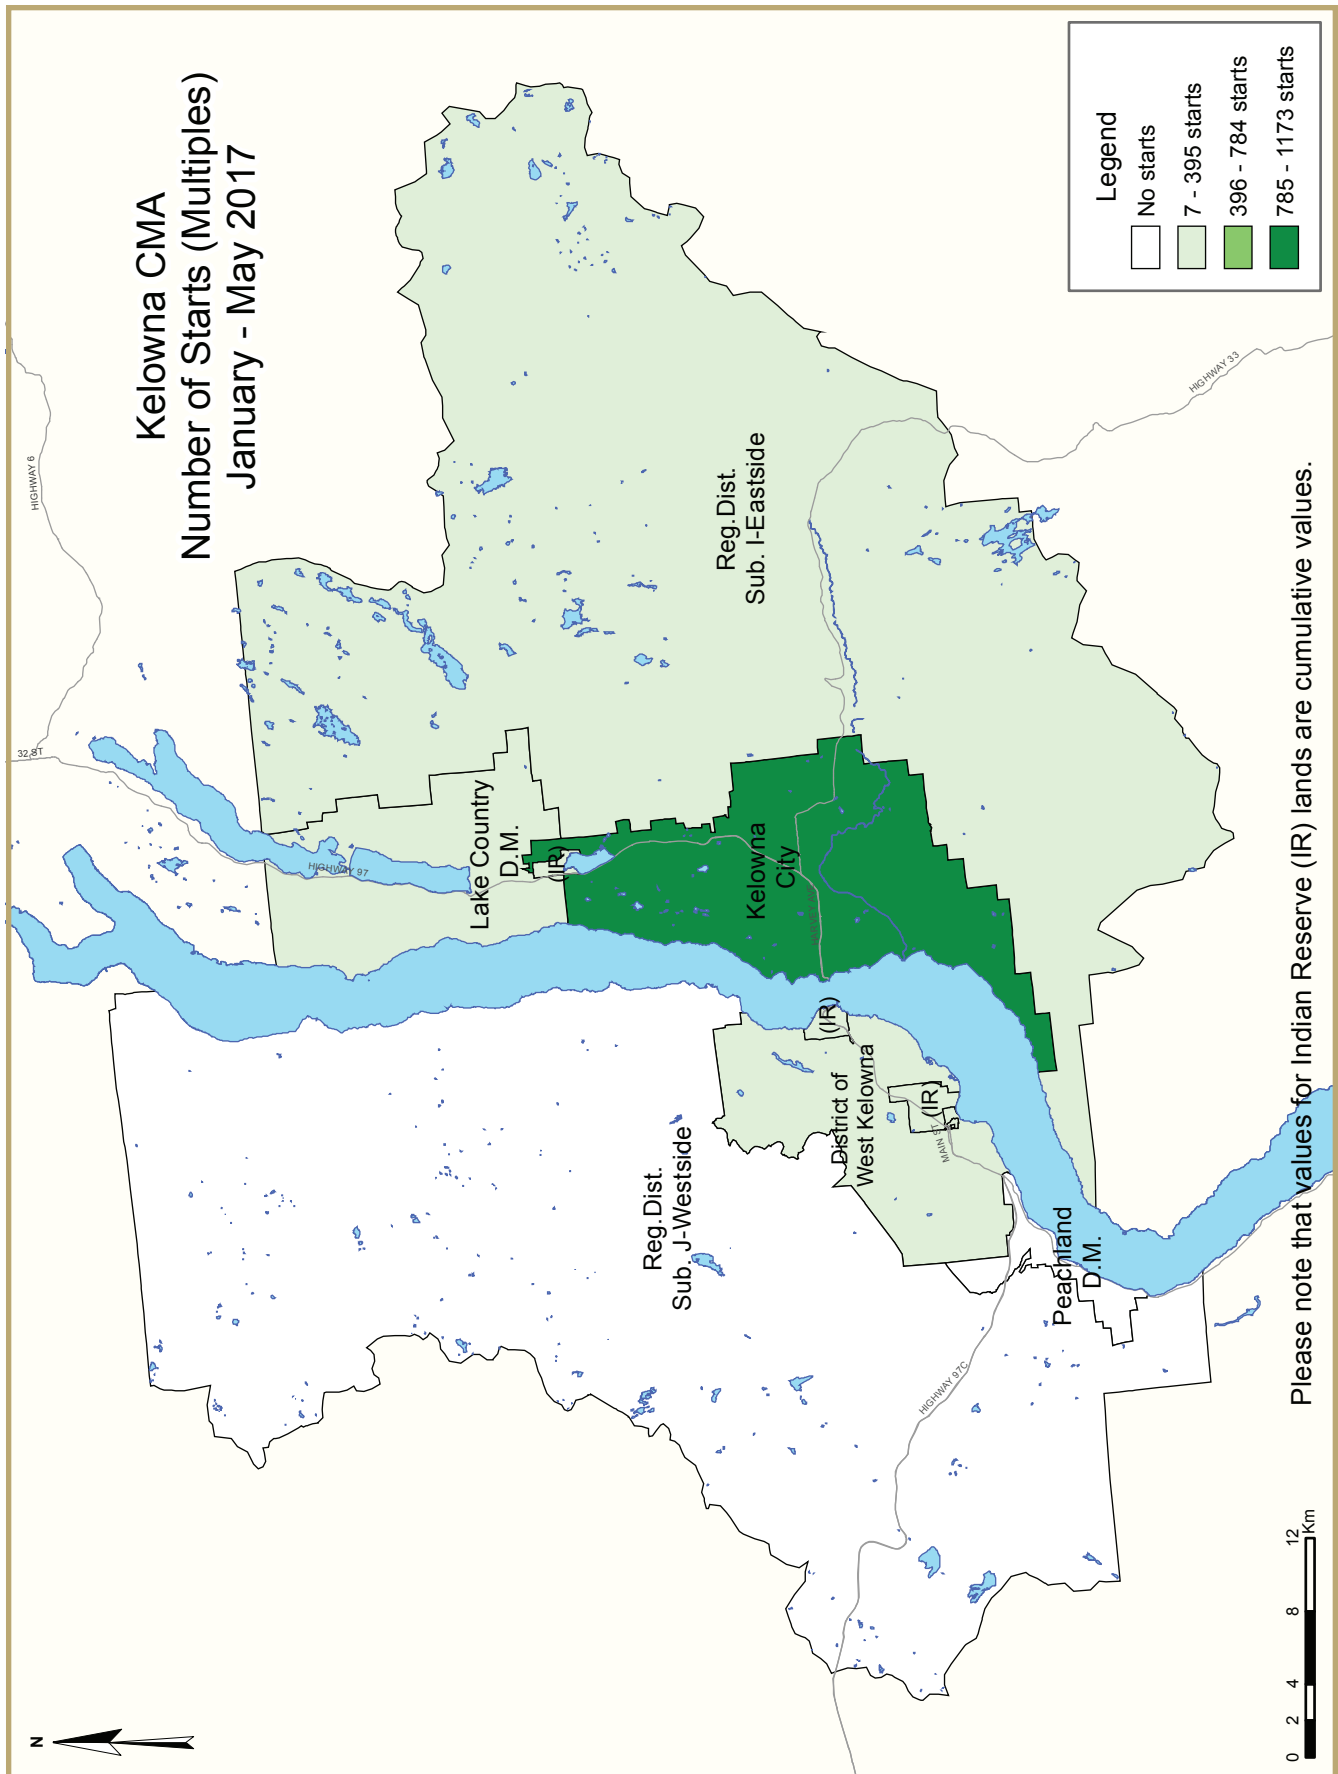 Kelowna CMA
Number of Starts (Multiples)
January - May 2017
N
HIGHWAY 6
32 ST
HIGHWAY 97
Lake Country
D.M.
(IR)
Reg.Dist.
Sub. I-Eastside
Kelowna
City
(IR)
District of
West Kelowna
(IR)
MAIN ST
Reg.Dist.
Sub. J-Westside
Peachland
D.M.
HIGHWAY 97C
HIGHWAY 33
Legend
No starts
7 - 395 starts
396 - 784 starts
785 - 1173 starts
0 2 4 8 12
Km
Please note that values for Indian Reserve (IR) lands are cumulative values.